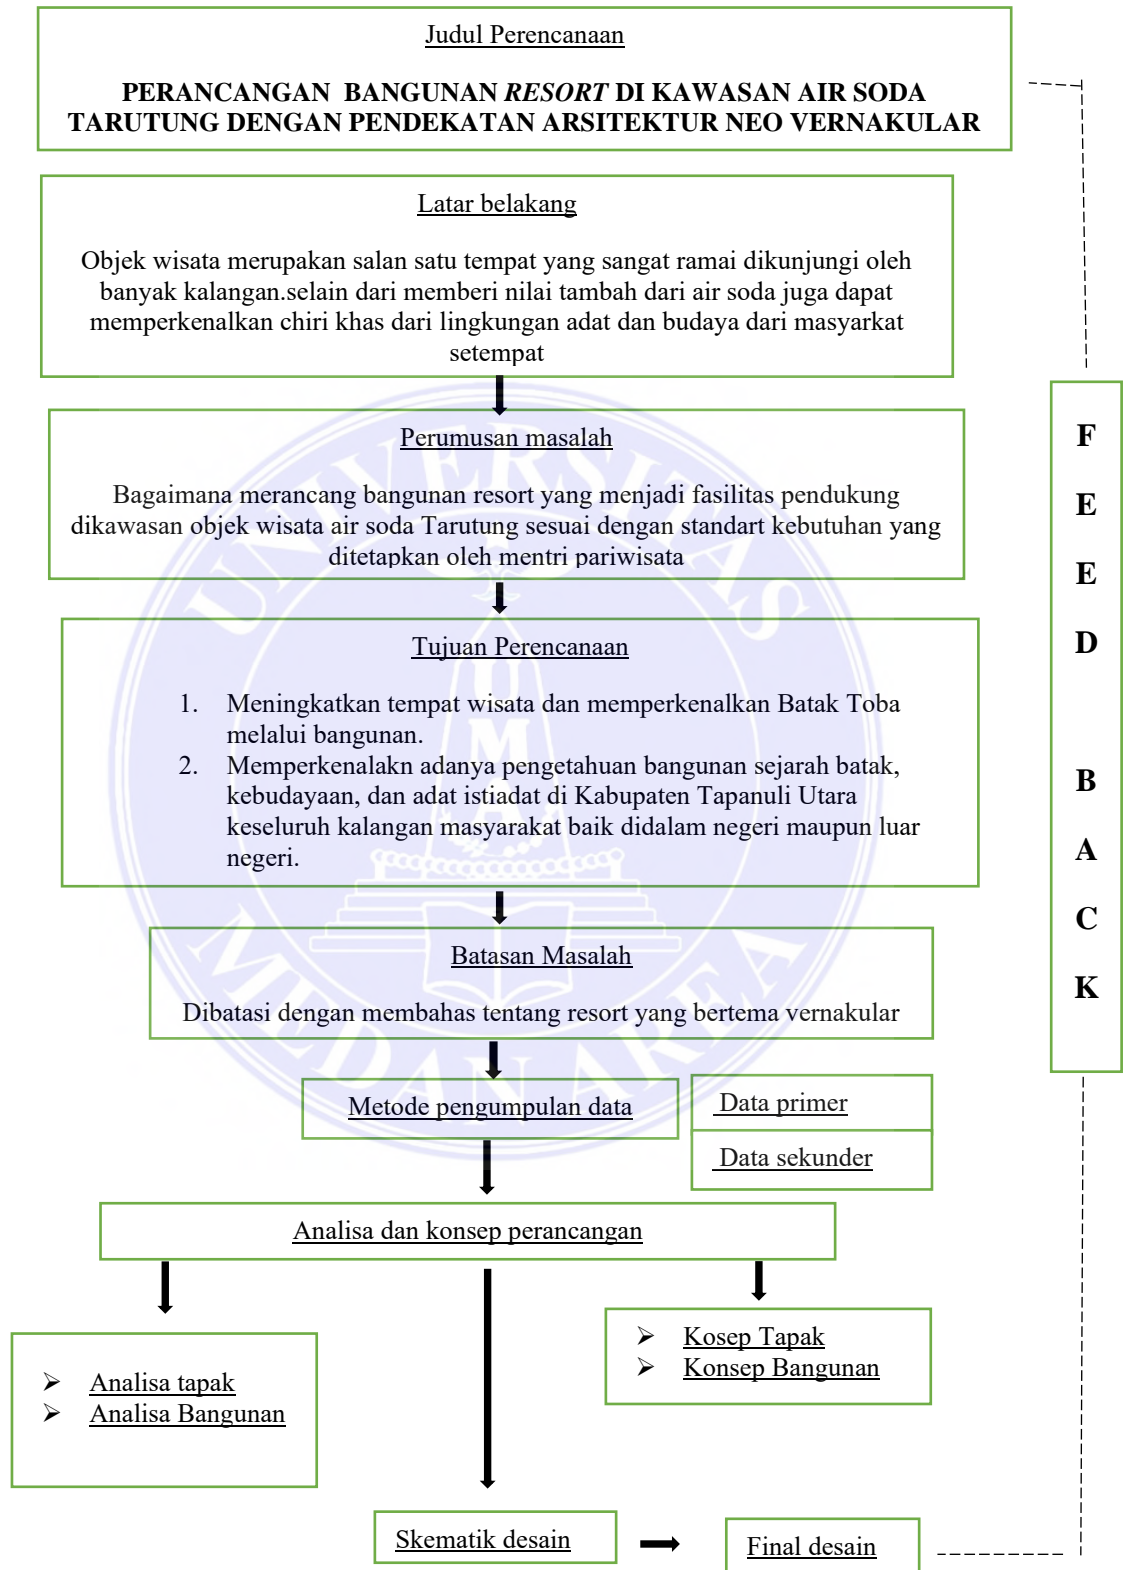 Judul Perencanaan
PERANCANGAN BANGUNAN RESORT DI KAWASAN AIR SODA
TARUTUNG DENGAN PENDEKATAN ARSITEKTUR NEO VERNAKULAR
Latar belakang
Objek wisata merupakan salan satu tempat yang sangat ramai dikunjungi oleh
banyak kalangan.selain dari memberi nilai tambah dari air soda juga dapat
memperkenalkan chiri khas dari lingkungan adat dan budaya dari masyarkat
setempat
Perumusan masalah
Bagaimana merancang bangunan resort yang menjadi fasilitas pendukung
dikawasan objek wisata air soda Tarutung sesuai dengan standart kebutuhan yang
ditetapkan oleh mentri pariwisata
Tujuan Perencanaan
1. Meningkatkan tempat wisata dan memperkenalkan Batak Toba
melalui bangunan.
2. Memperkenalakn adanya pengetahuan bangunan sejarah batak,
kebudayaan, dan adat istiadat di Kabupaten Tapanuli Utara
keseluruh kalangan masyarakat baik didalam negeri maupun luar
negeri.
Batasan Masalah
Dibatasi dengan membahas tentang resort yang bertema vernakular
Metode pengumpulan data
Data primer
Data sekunder
Analisa dan konsep perancangan
➢ Analisa tapak
➢ Analisa Bangunan
➢ Kosep Tapak
➢ Konsep Bangunan
Skematik desain
Final desain
F
E
E
D
B
A
C
K
UNIVERSITAS
MEDAN AREA
U
M
A